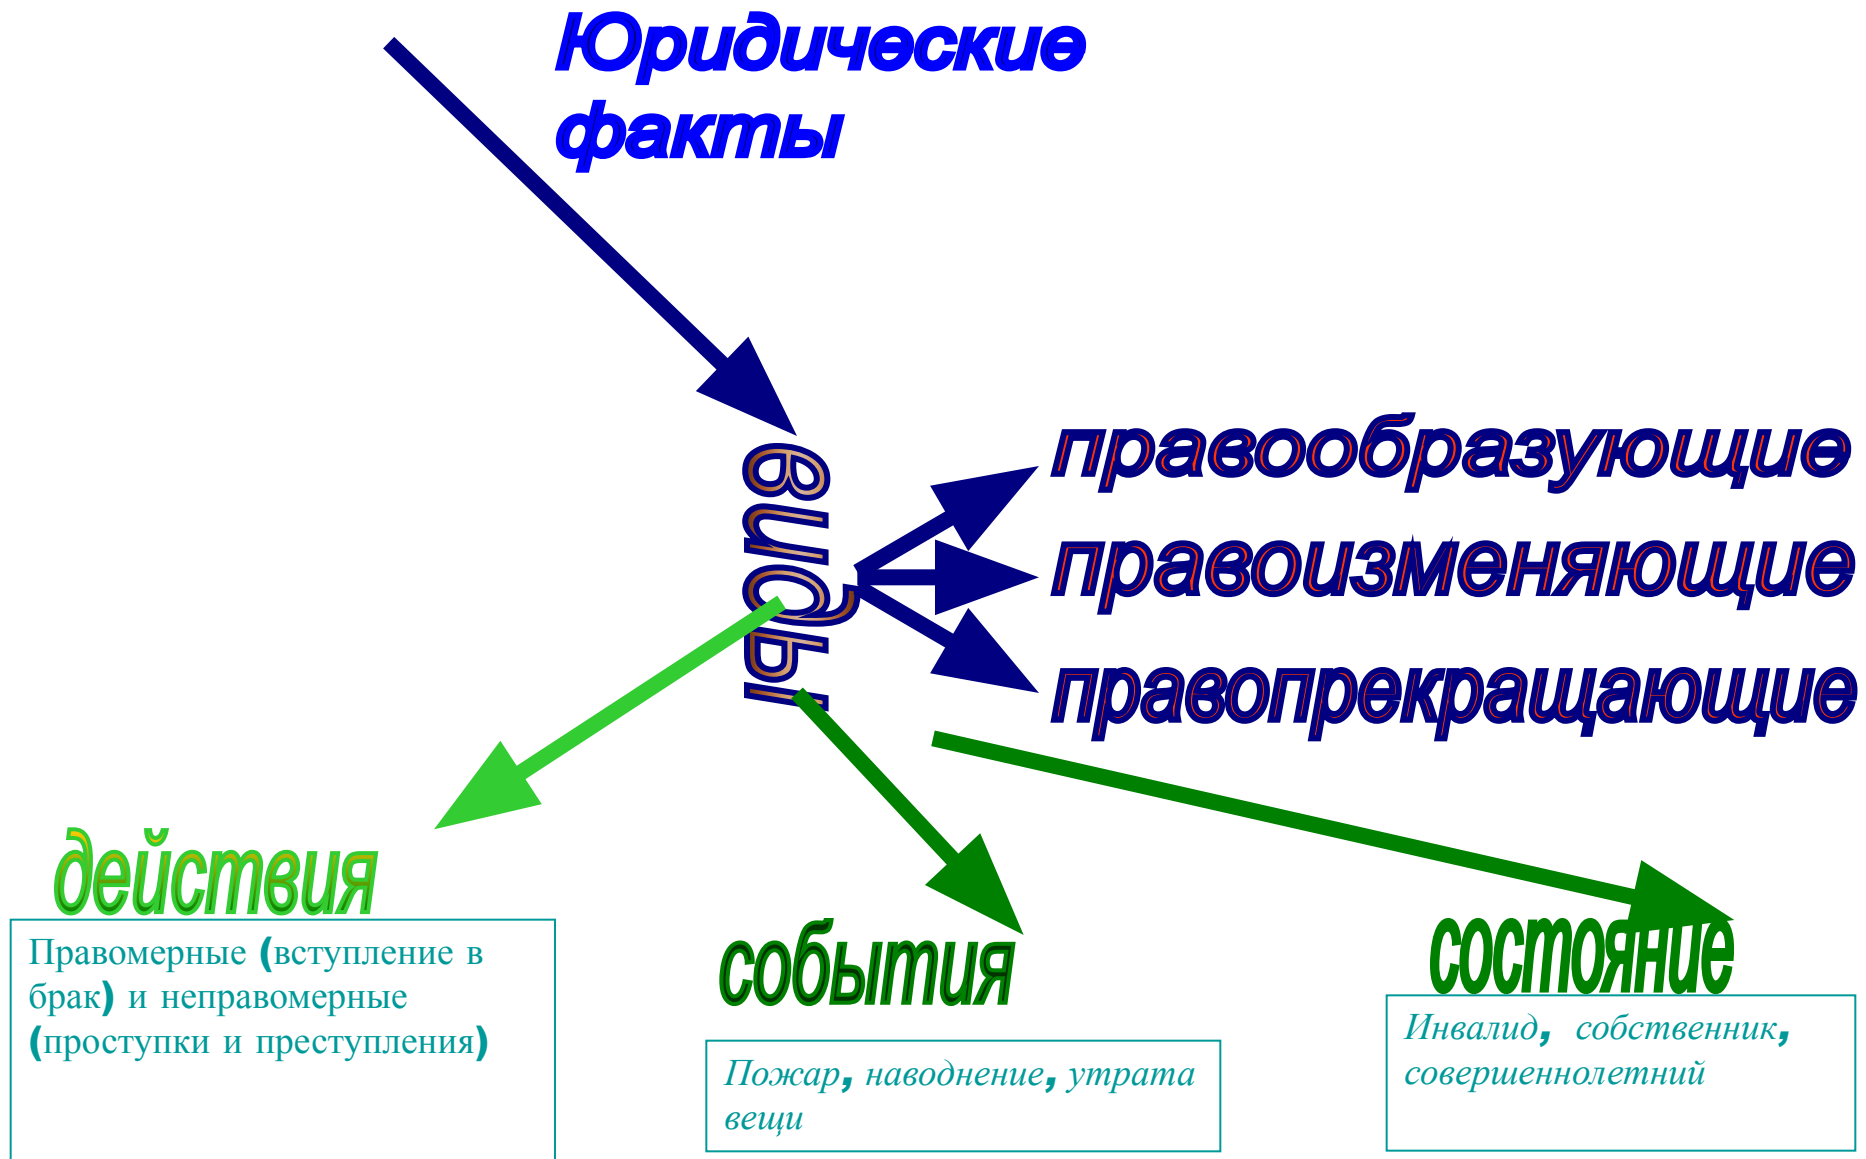 Юридические
факты
виды
правообразующие
правоизменяющие
правопрекращающие
действия
Правомерные (вступление в
брак) и неправомерные
(проступки и преступления)
события
Пожар, наводнение, утрата
вещи
состояние
Инвалид, собственник,
совершеннолетний